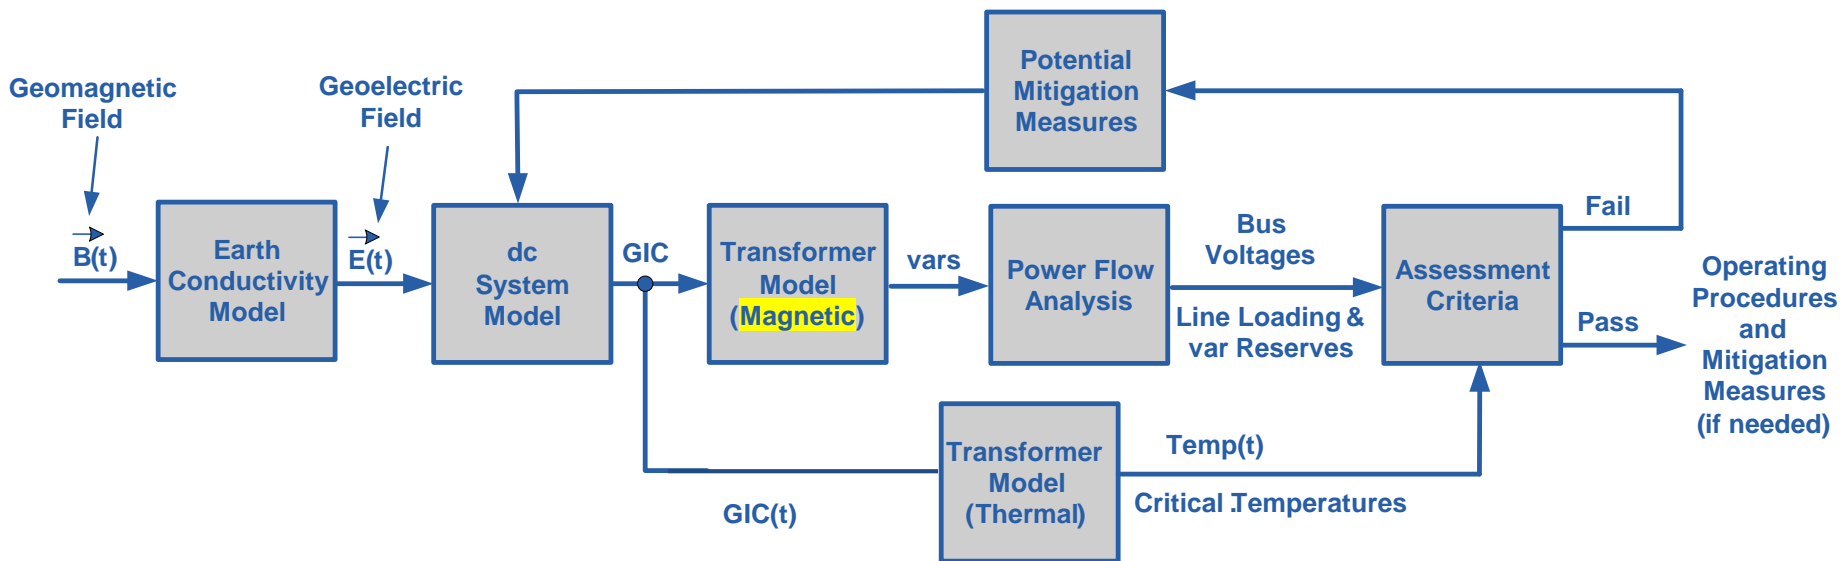 Geomagnetic
Field
Geoelectric
Field
B(t)
Earth
Conductivity
Model
E(t)
dc
System
Model
GIC
Transformer
Model
(Magnetic)
vars
Power Flow
Analysis
Bus
Voltages
Line Loading &
var Reserves
Assessment
Criteria
Fail
Pass
Potential
Mitigation
Measures
Operating
Procedures
and
Mitigation
Measures
(if needed)
GIC(t)
Transformer
Model
(Thermal)
Temp(t)
Critical .Temperatures